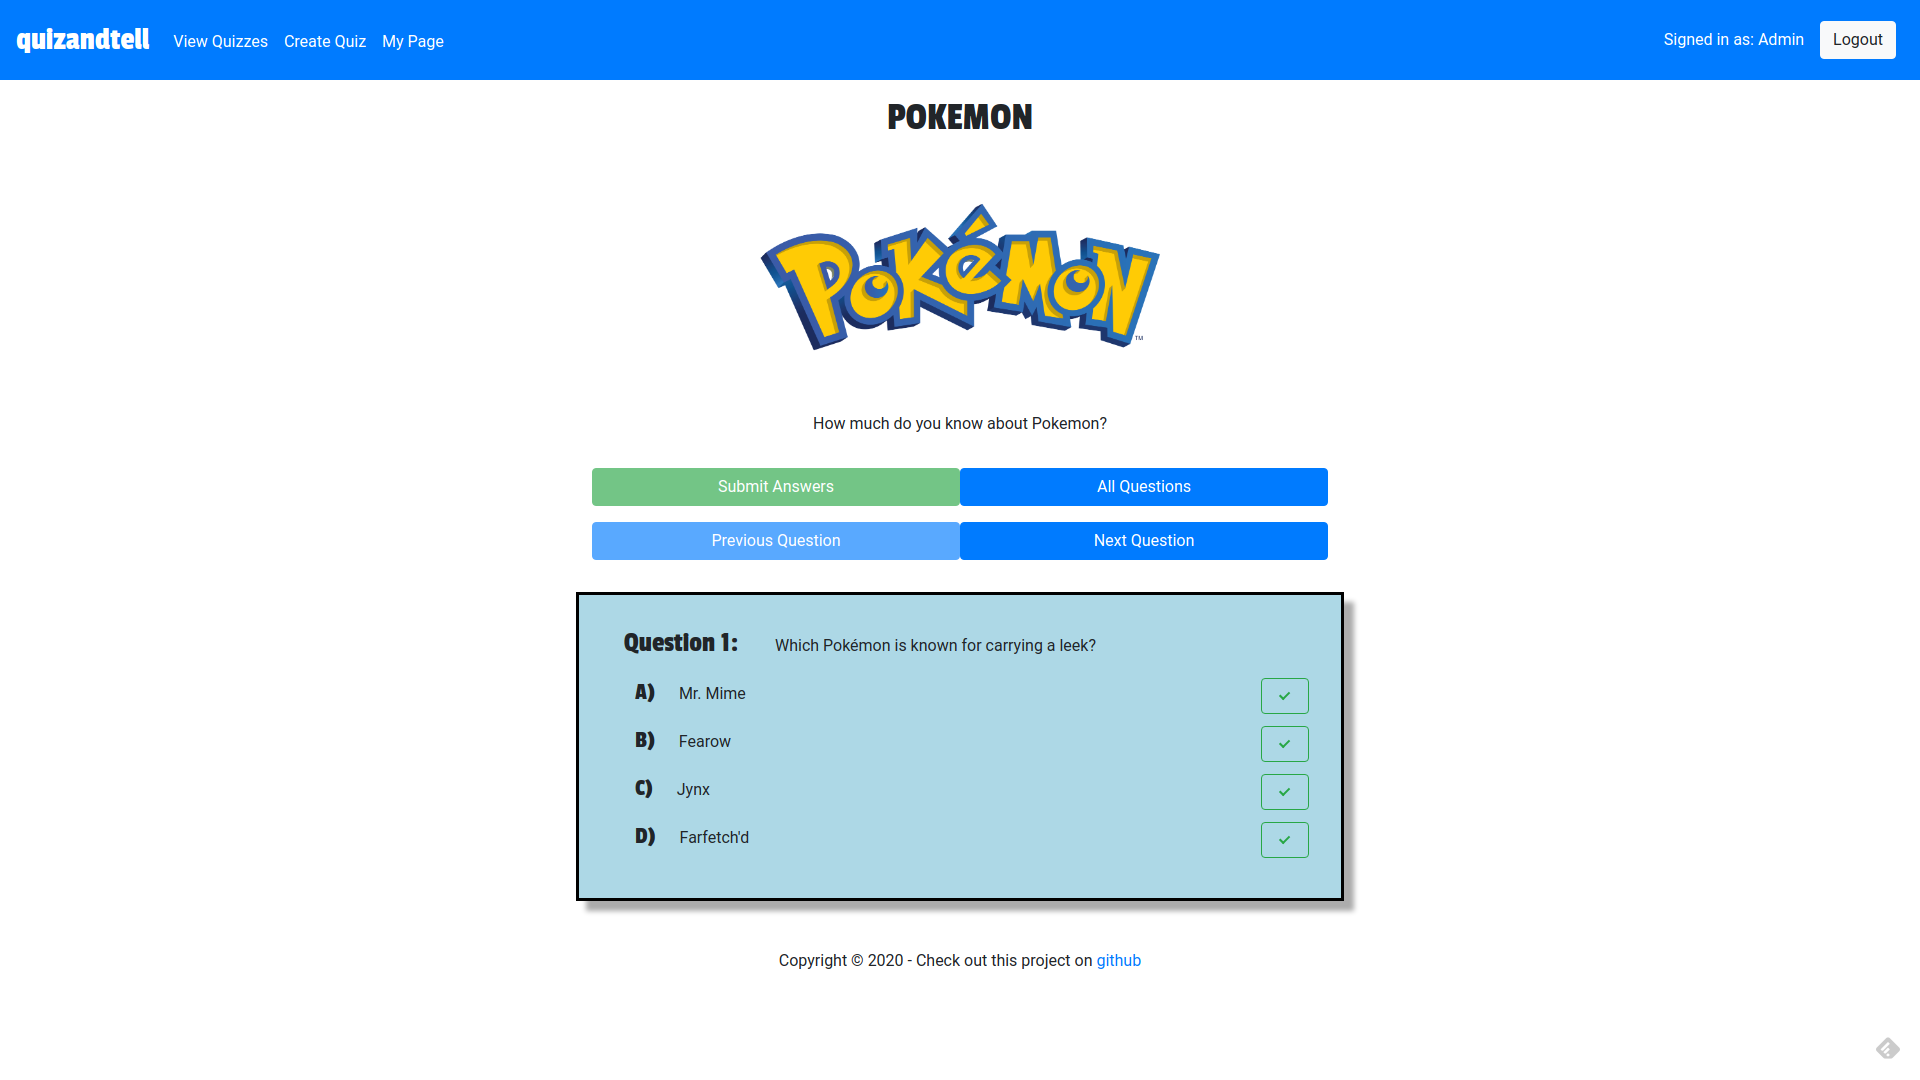 quizandtell View Quizzes Create Quiz My Page Signed in as: Admin Logout
POKEMON
POKéMON TM
How much do you know about Pokemon?
Submit Answers All Questions
Previous Question Next Question
Question 1: Which Pokémon is known for carrying a leek?
A) Mr. Mime
B) Fearow
C) Jynx
D) Farfetch'd
Copyright © 2020 - Check out this project on github